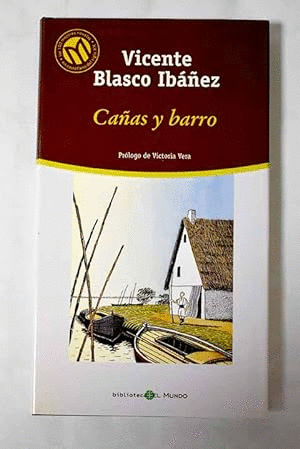 Vicente
Blasco Ibáñez
Cañas y barro
Prólogo de Victoria Vera
biblioteca EL MUNDO